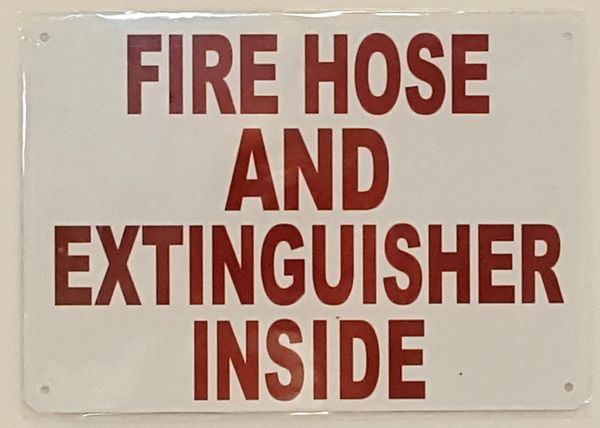 FIRE HOSE
AND
EXTINGUISHER
INSIDE